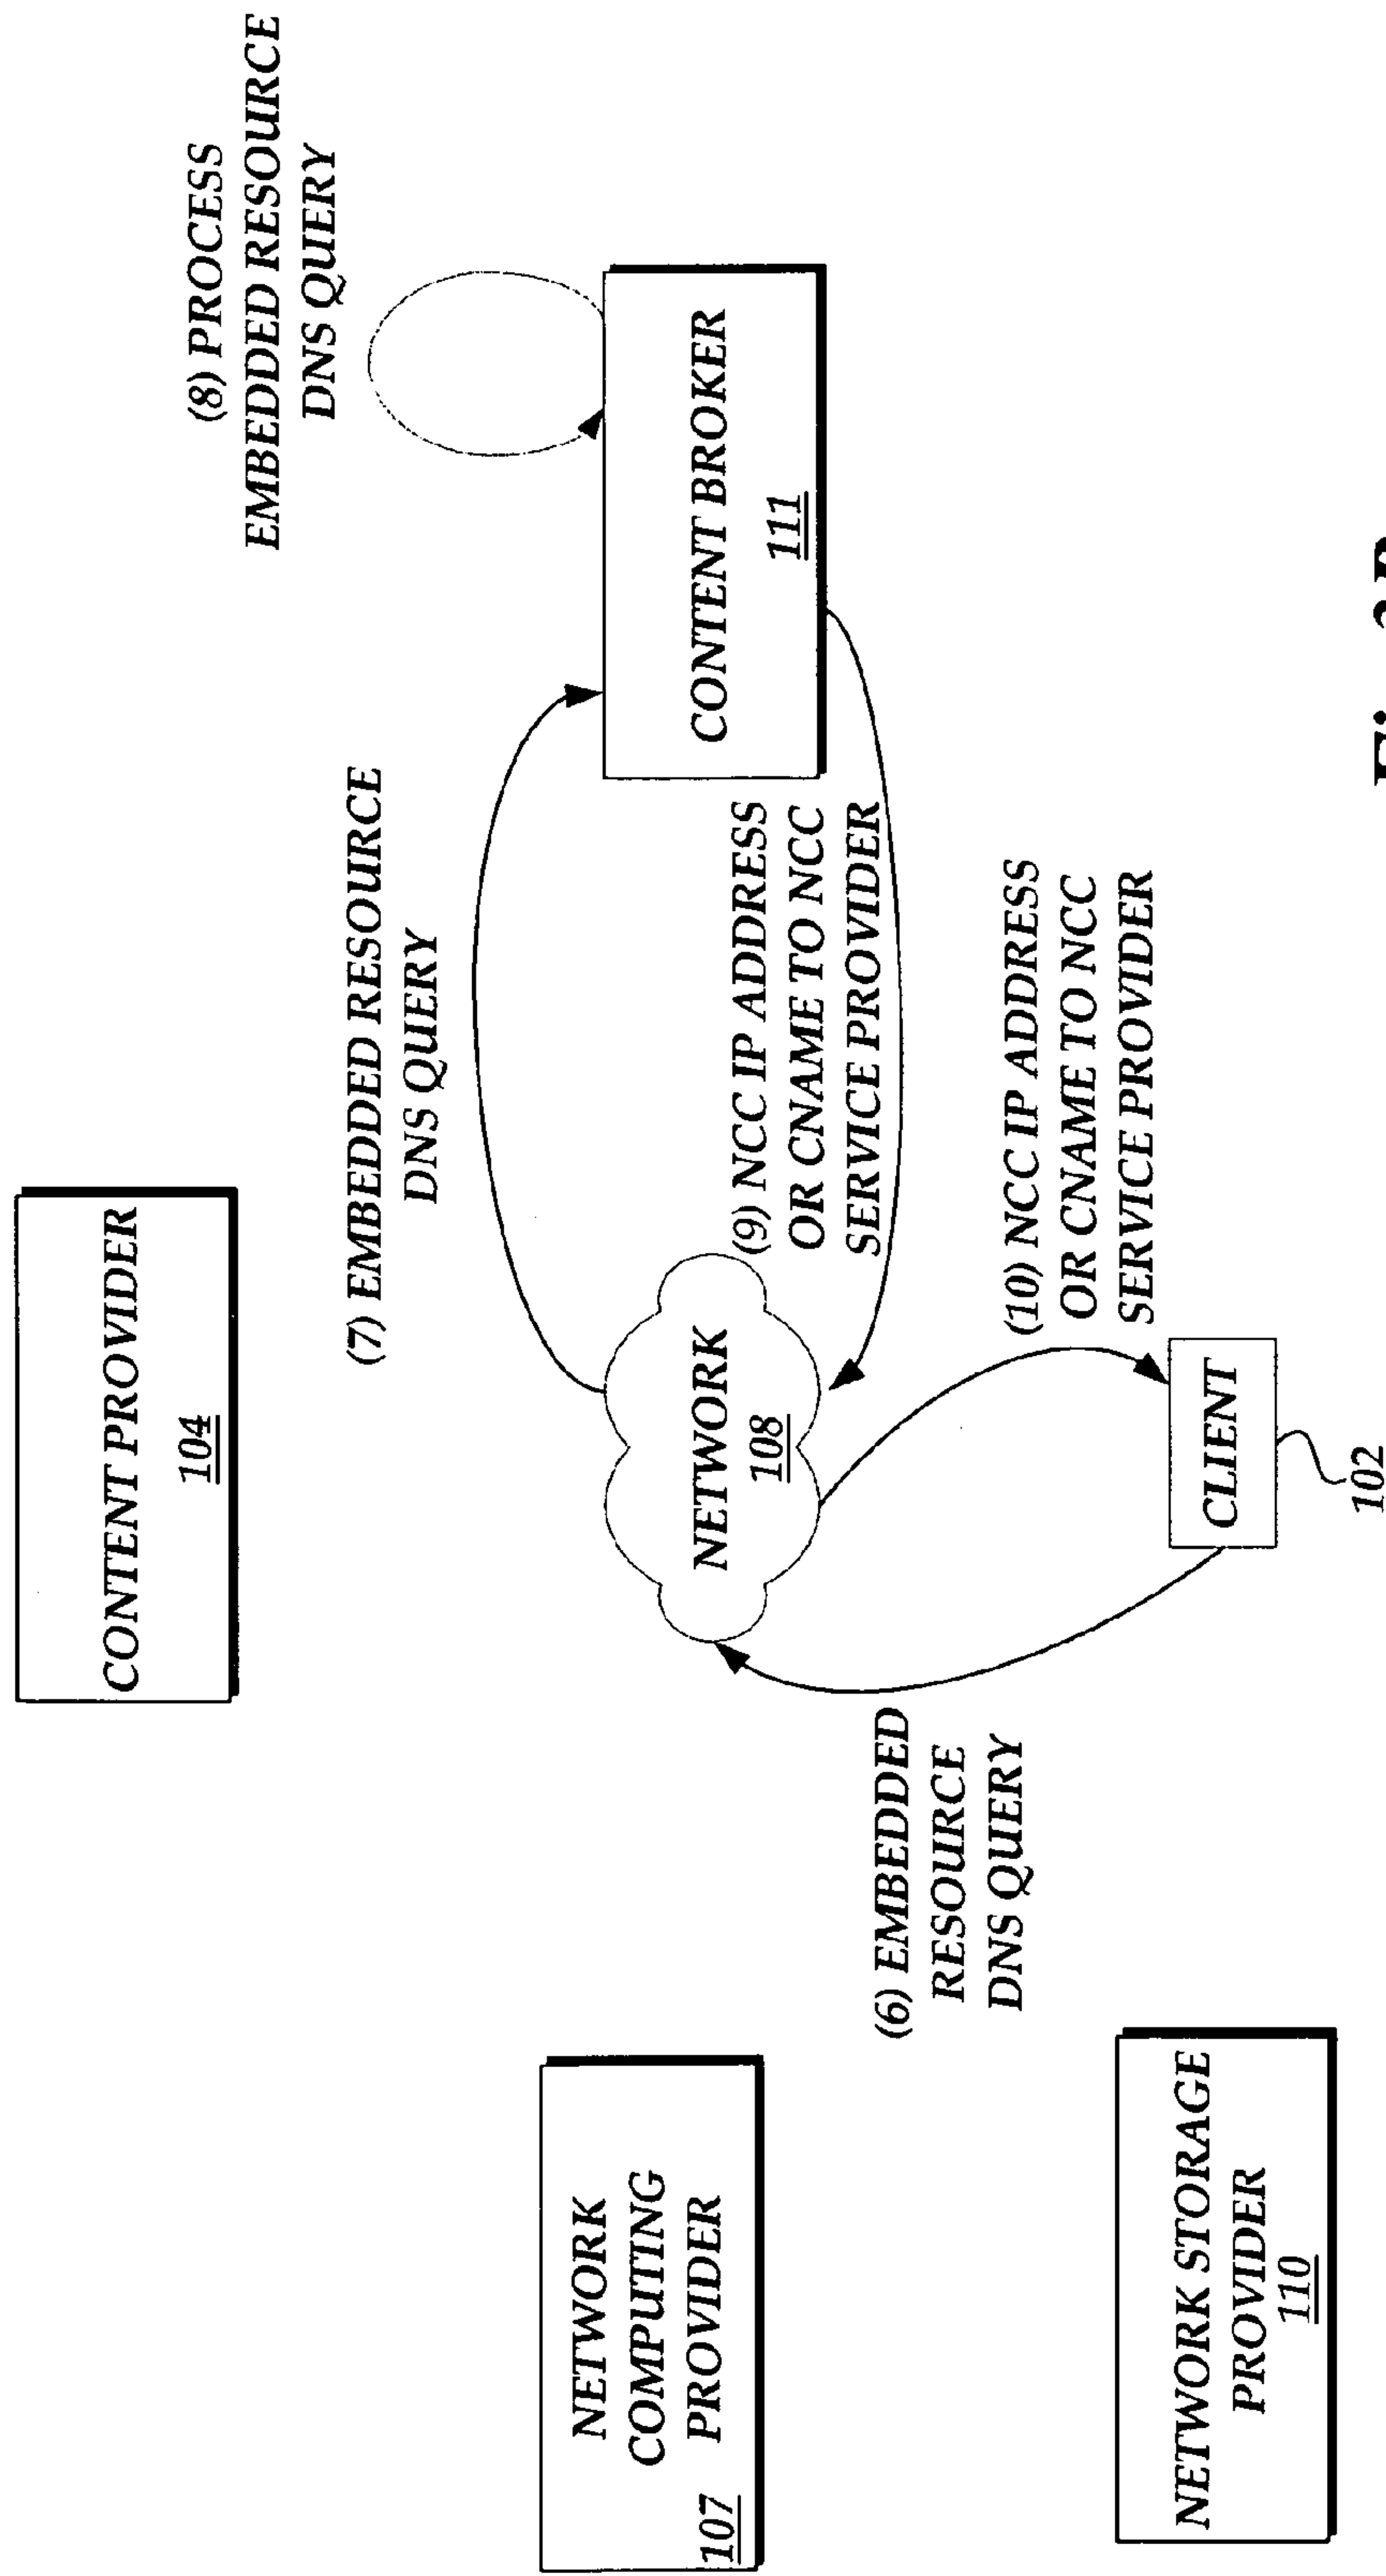 CONTENT PROVIDER
104
(8) PROCESS
EMBEDDED RESOURCE
DNS QUERY
(7) EMBEDDED RESOURCE
DNS QUERY
NETWORK
COMPUTING
PROVIDER
107
NETWORK
108
CONTENT BROKER
111
(9) NCC IP ADDRESS
OR CNAME TO NCC
SERVICE PROVIDER
(6) EMBEDDED
RESOURCE
DNS QUERY
(10) NCC IP ADDRESS
OR CNAME TO NCC
SERVICE PROVIDER
NETWORK STORAGE
PROVIDER
110
CLIENT
102